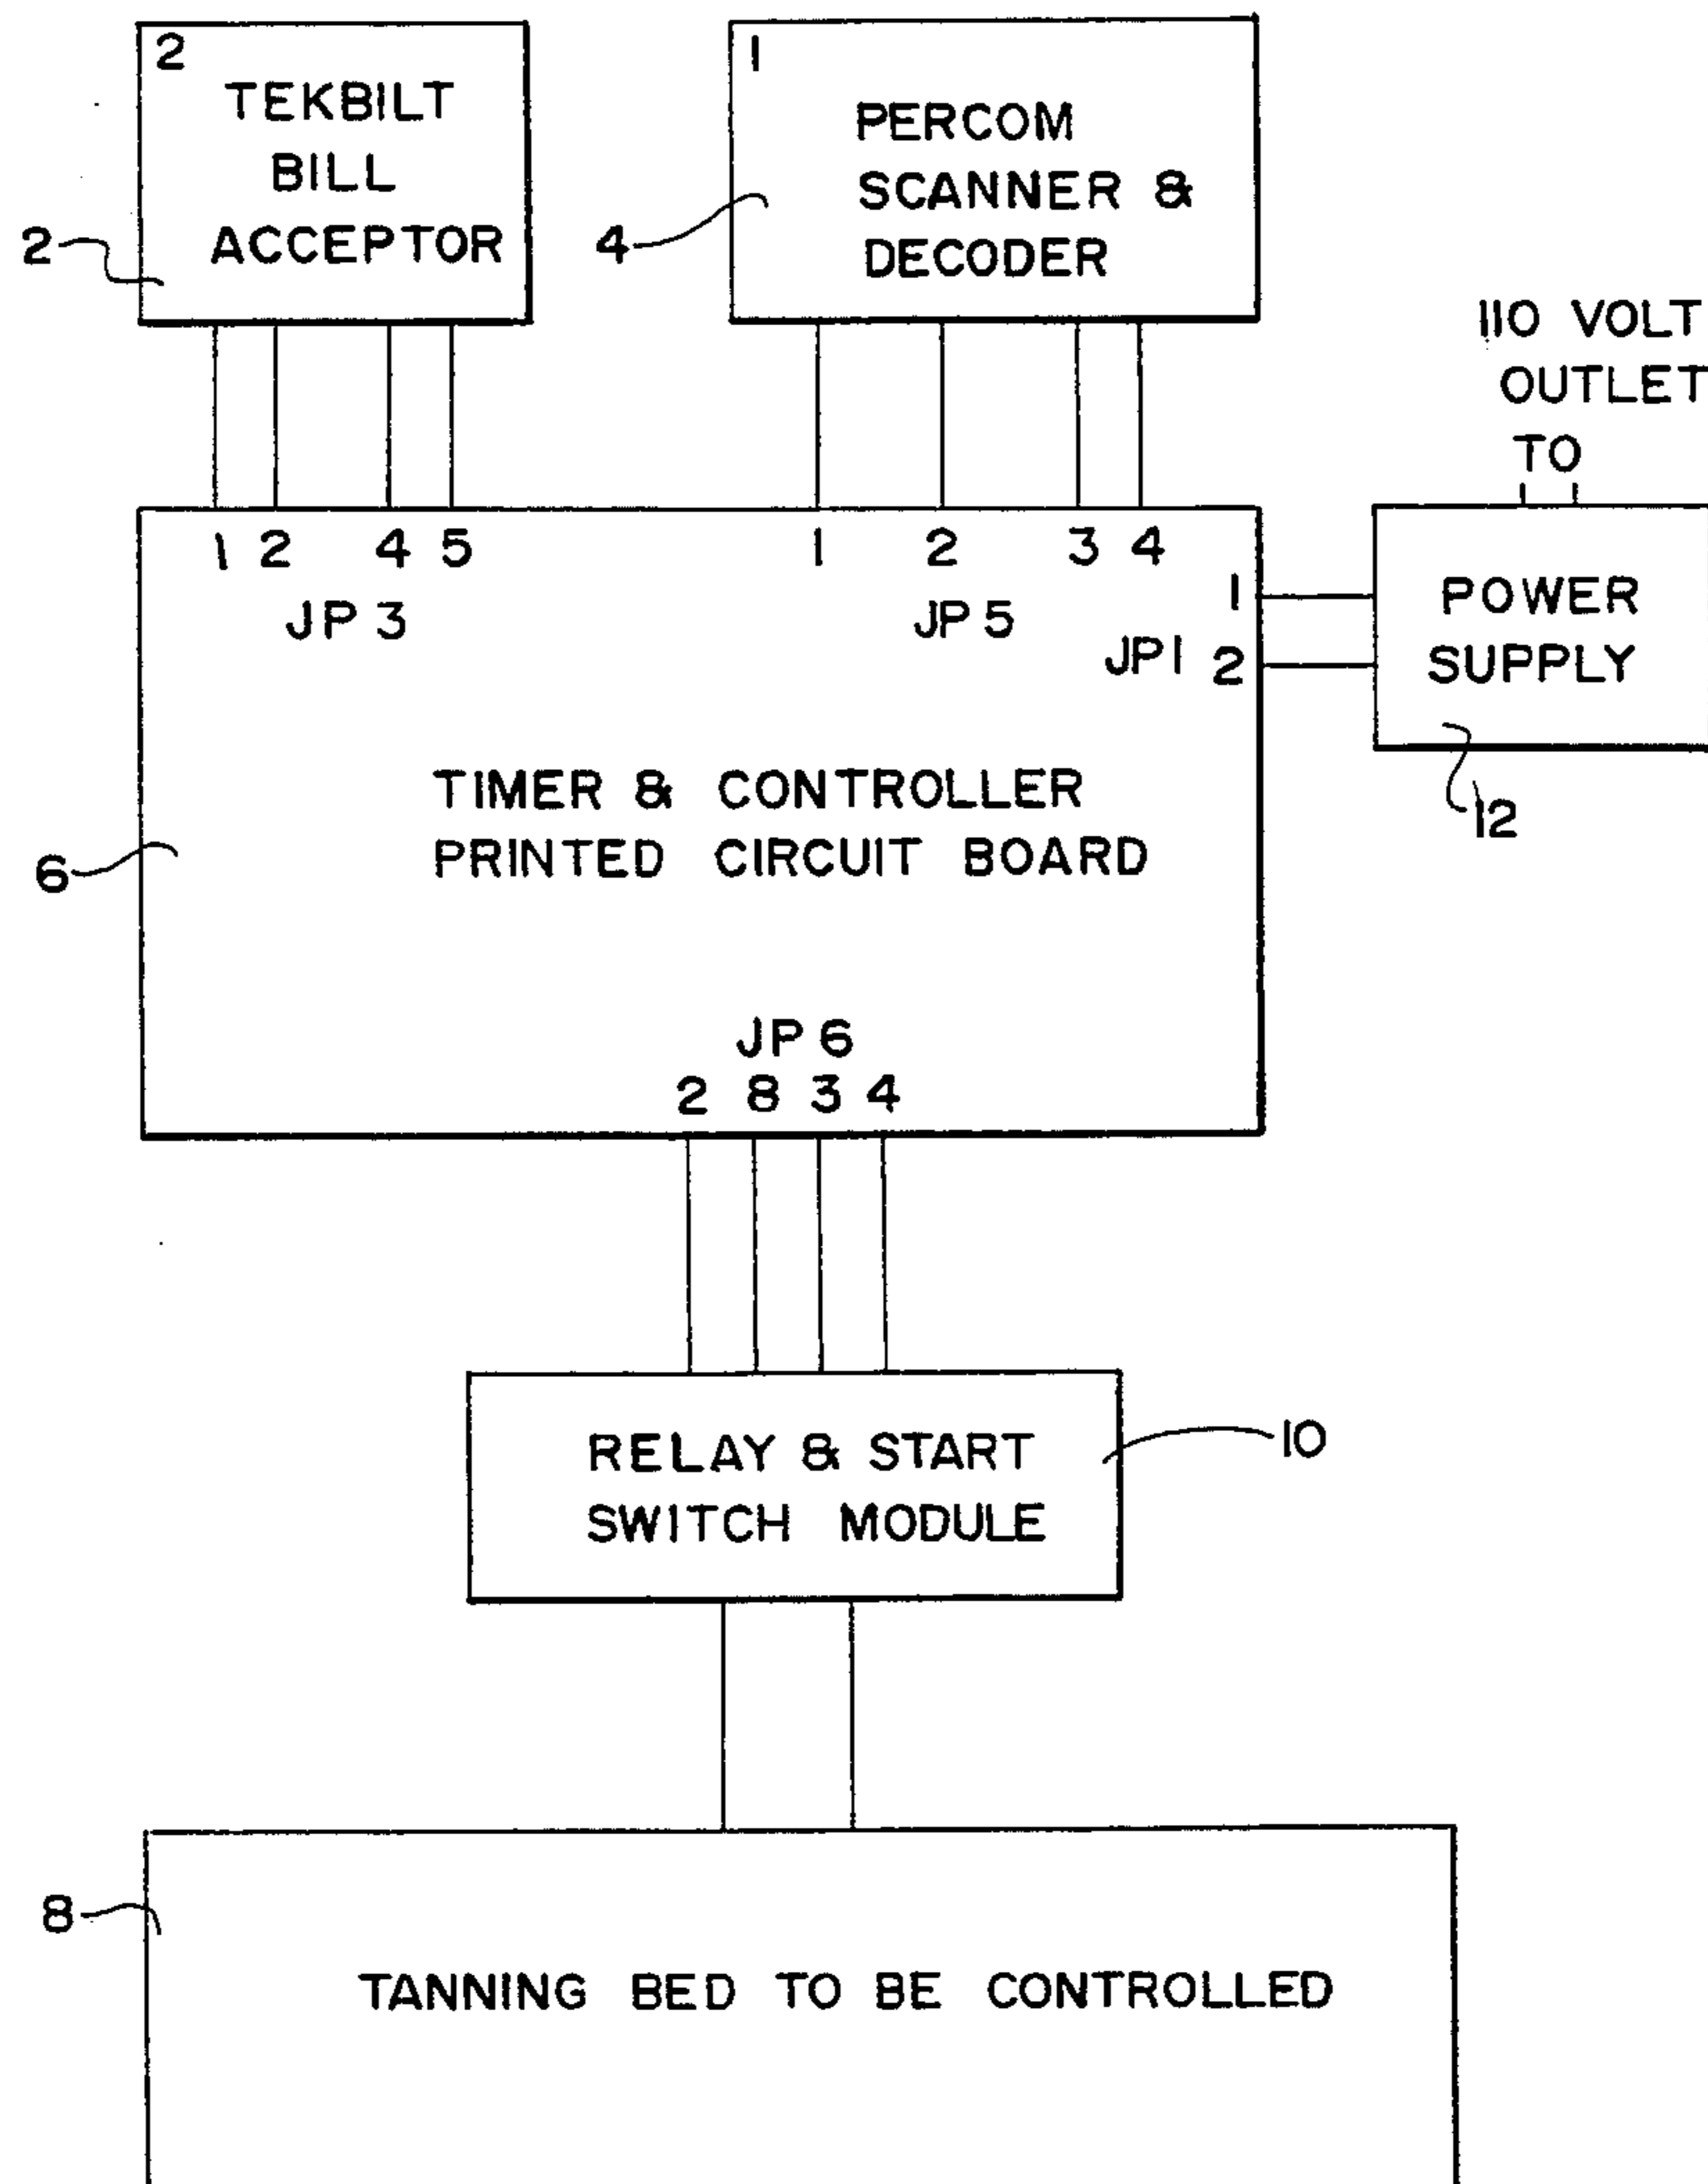 2
TEKBILT
BILL
ACCEPTOR
2
1
PERCOM
SCANNER &
DECODER
4
110 VOLT
OUTLET
TO
1 2 4 5
JP 3
1 2 3 4
JP 5
1
JP1 2
POWER
SUPPLY
12
TIMER & CONTROLLER
PRINTED CIRCUIT BOARD
6
JP 6
2 8 3 4
RELAY & START
SWITCH MODULE
10
8
TANNING BED TO BE CONTROLLED